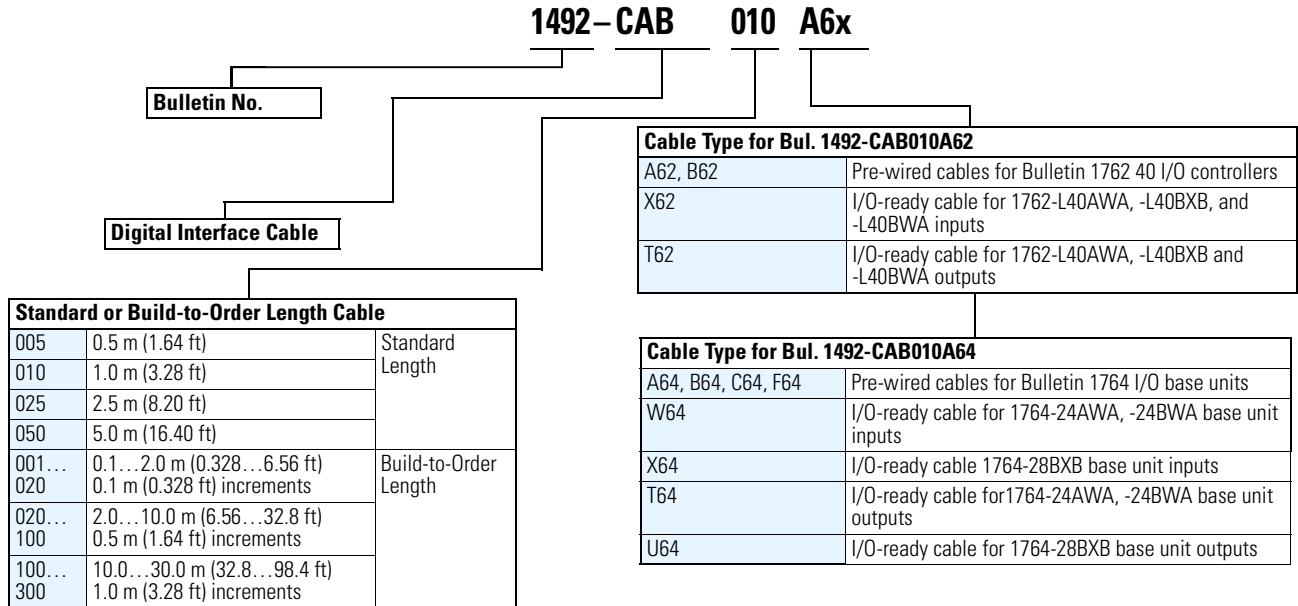 1492–CAB 010 A6x
Bulletin No.
Digital Interface Cable
Standard or Build-to-Order Length Cable
005 0.5 m (1.64 ft) Standard
Length
010 1.0 m (3.28 ft)
025 2.5 m (8.20 ft)
050 5.0 m (16.40 ft)
001… 0.1…2.0 m (0.328…6.56 ft) Build-to-Order
020 0.1 m (0.328 ft) increments Length
020… 2.0…10.0 m (6.56…32.8 ft)
100 0.5 m (1.64 ft) increments
100… 10.0…30.0 m (32.8…98.4 ft)
300 1.0 m (3.28 ft) increments
Cable Type for Bul. 1492-CAB010A62
A62, B62 Pre-wired cables for Bulletin 1762 40 I/O controllers
X62 I/O-ready cable for 1762-L40AWA, -L40BXB, and
-L40BWA inputs
T62 I/O-ready cable for 1762-L40AWA, -L40BXB and
-L40BWA outputs
Cable Type for Bul. 1492-CAB010A64
A64, B64, C64, F64 Pre-wired cables for Bulletin 1764 I/O base units
W64 I/O-ready cable for 1764-24AWA, -24BWA base unit
inputs
X64 I/O-ready cable 1764-28BXB base unit inputs
T64 I/O-ready cable for1764-24AWA, -24BWA base unit
outputs
U64 I/O-ready cable for 1764-28BXB base unit outputs